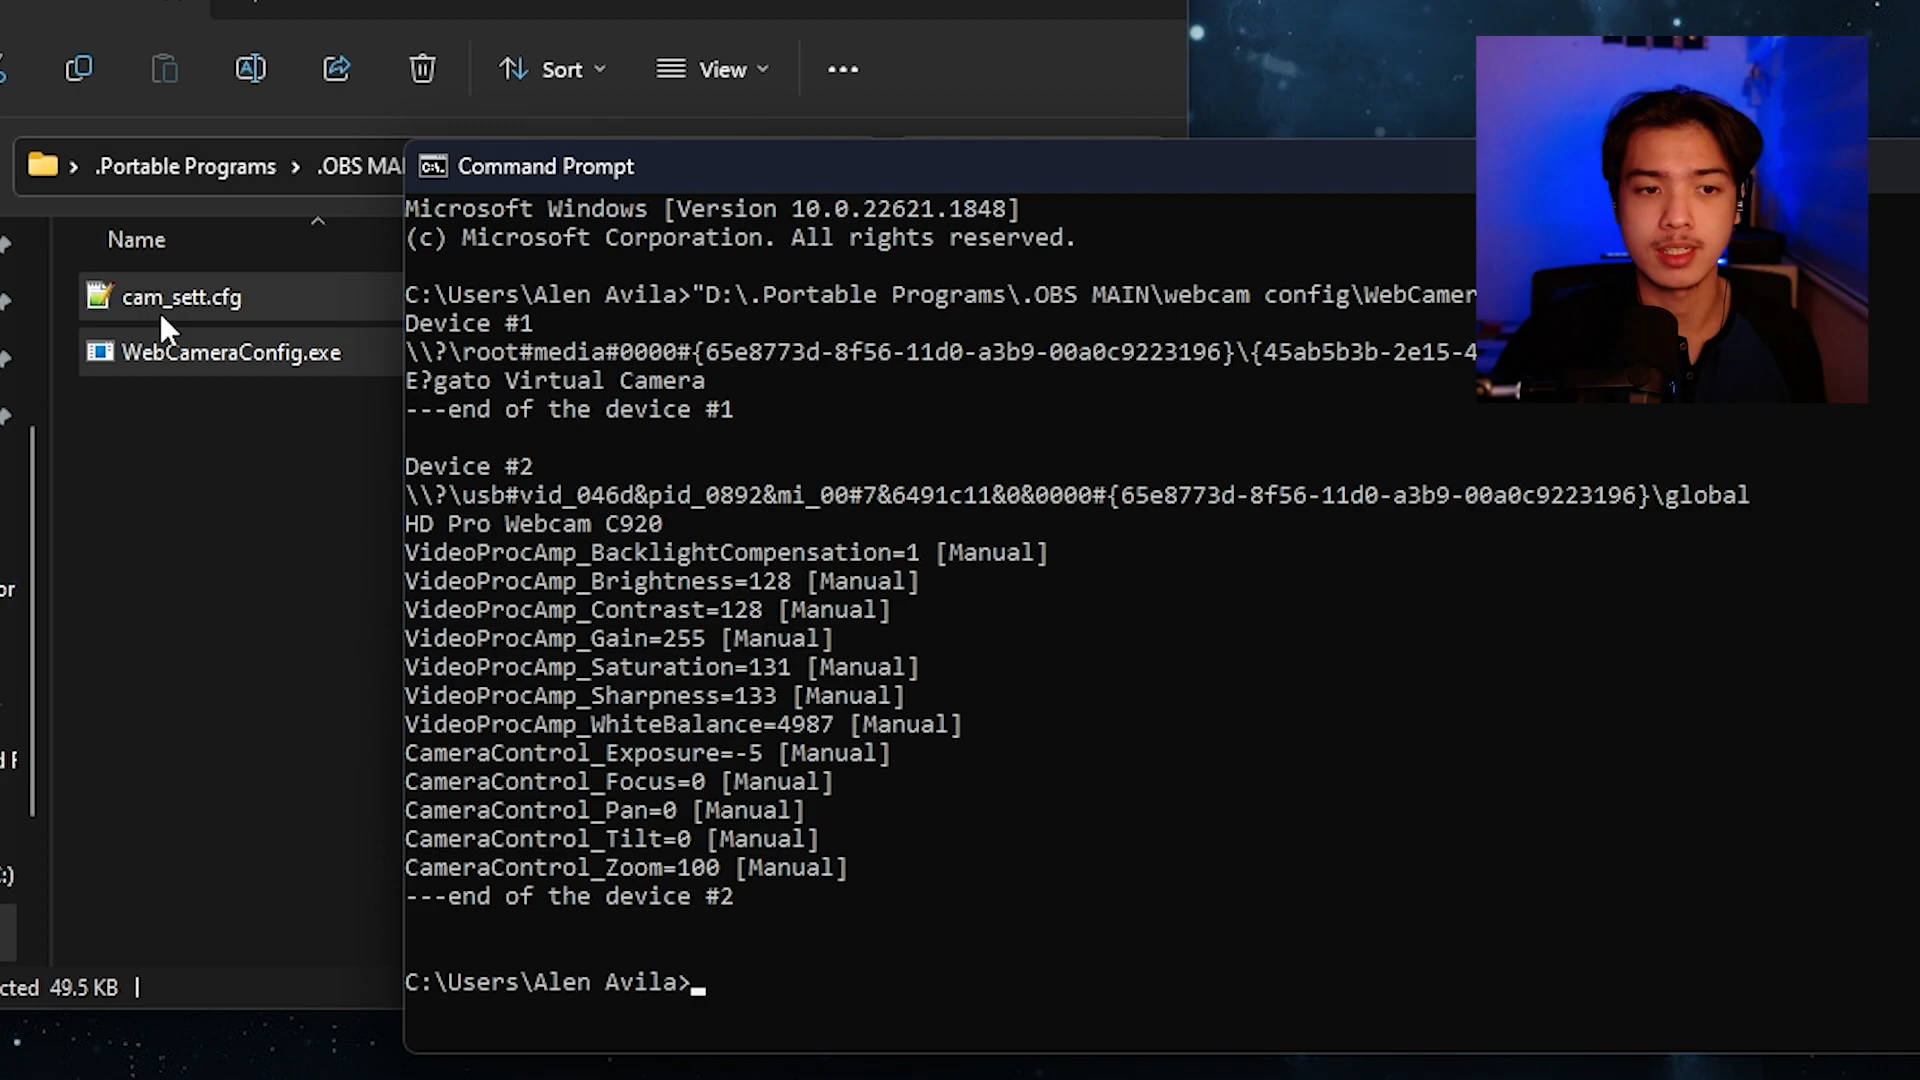 Sort
View
.Portable Programs
.OBS MAI
Name
cam_sett.cfg
WebCameraConfig.exe
49.5 KB
Command Prompt
Microsoft Windows [Version 10.0.22621.1848]
(c) Microsoft Corporation. All rights reserved.
C:\Users\Alen Avila>"D:\.Portable Programs\.OBS MAIN\webcam config\WebCamer
Device #1
\\?\root#media#0000#{65e8773d-8f56-11d0-a3b9-00a0c9223196}\{45ab5b3b-2e15-4
E?gato Virtual Camera
---end of the device #1
Device #2
\\?\usb#vid_046d&pid_0892&mi_00#7&6491c11&0&0000#{65e8773d-8f56-11d0-a3b9-00a0c9223196}\global
HD Pro Webcam C920
VideoProcAmp_BacklightCompensation=1 [Manual]
VideoProcAmp_Brightness=128 [Manual]
VideoProcAmp_Contrast=128 [Manual]
VideoProcAmp_Gain=255 [Manual]
VideoProcAmp_Saturation=131 [Manual]
VideoProcAmp_Sharpness=133 [Manual]
VideoProcAmp_WhiteBalance=4987 [Manual]
CameraControl_Exposure=-5 [Manual]
CameraControl_Focus=0 [Manual]
CameraControl_Pan=0 [Manual]
CameraControl_Tilt=0 [Manual]
CameraControl_Zoom=100 [Manual]
---end of the device #2
C:\Users\Alen Avila>